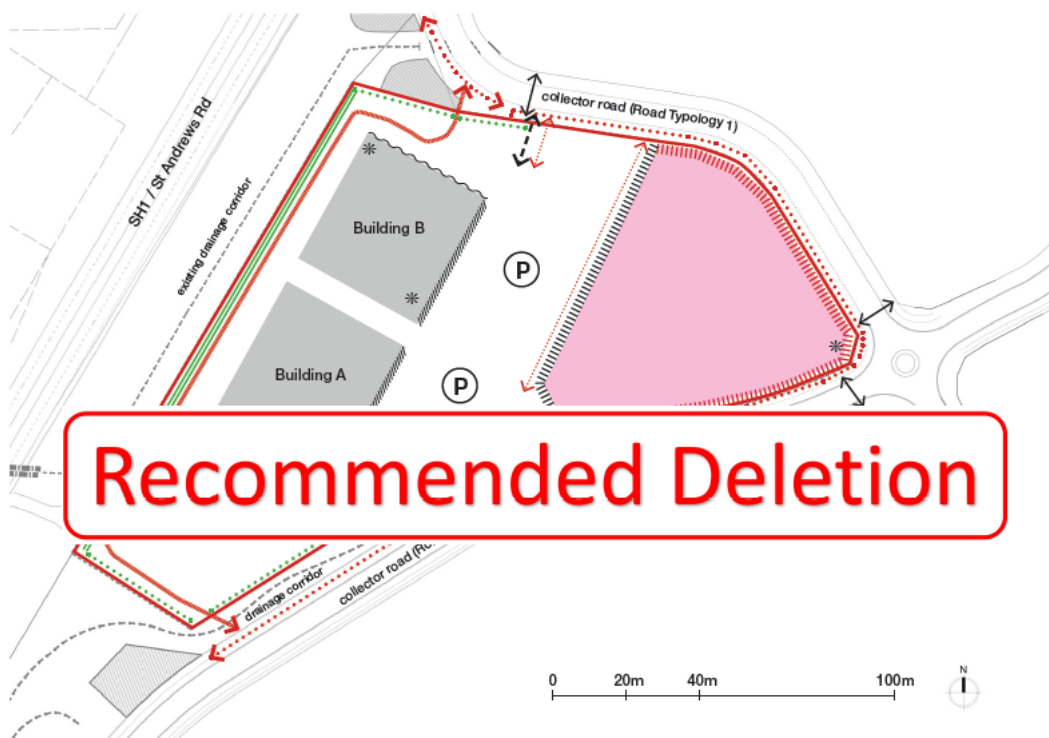 collector road (Road Typology 1)
SH1 / St Andrews Rd
existing drainage corridor
Building B
P
Building A
P
Recommended Deletion
drainage corridor
collector road
0 20m 40m 100m
N